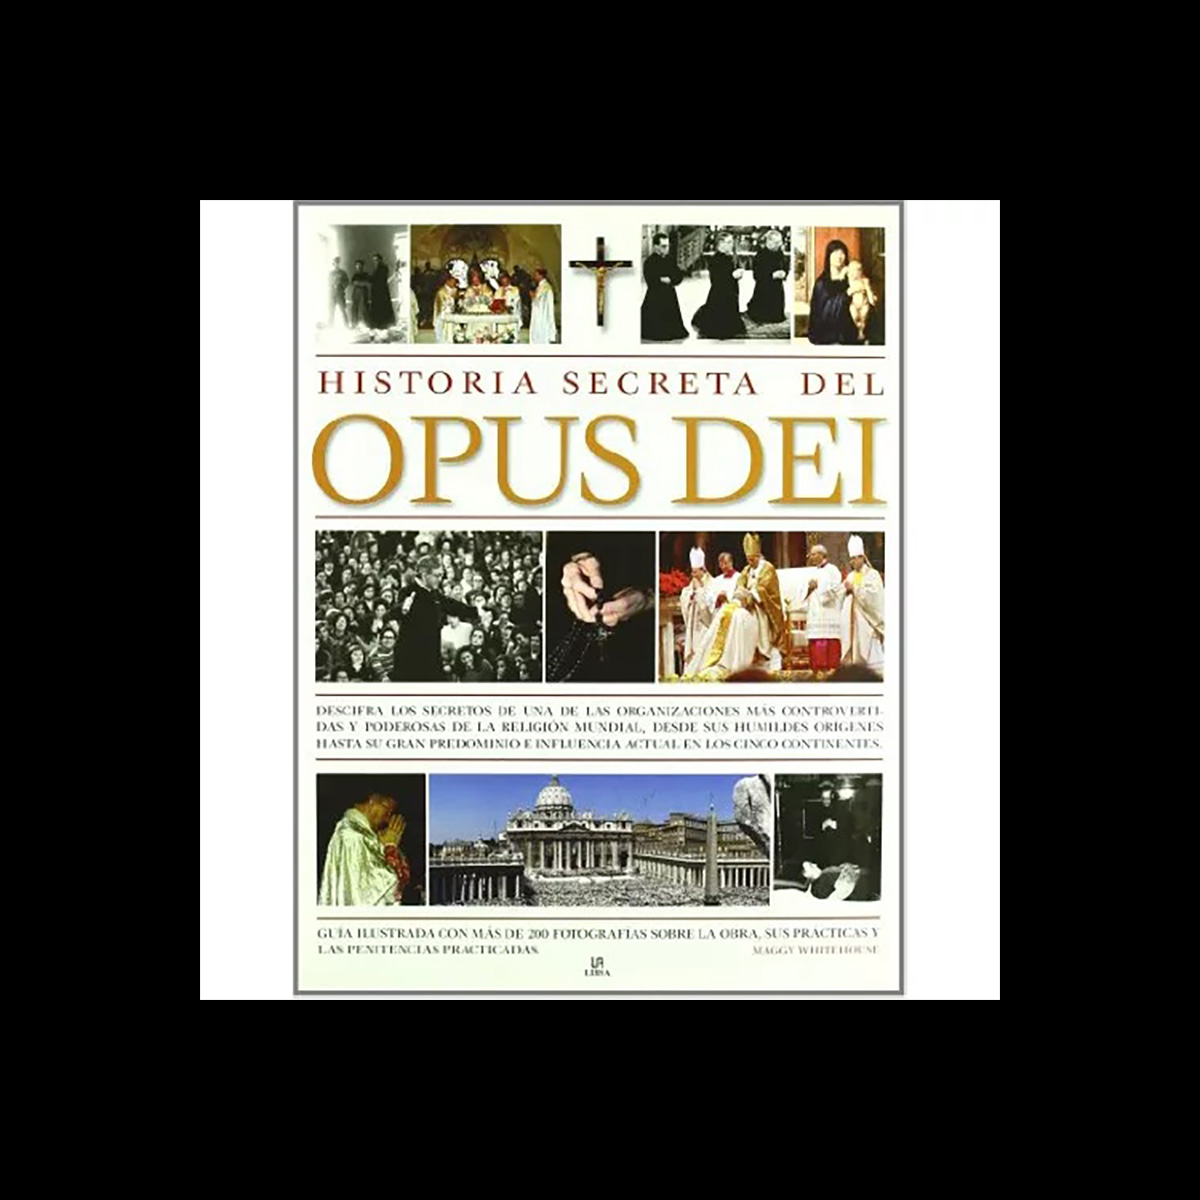 HISTORIA SECRETA DEL
OPUS DEI
DESCIFRA LOS SECRETOS DE UNA DE LAS ORGANIZACIONES MÁS CONTROVERTI-
DAS Y PODEROSAS DE LA RELIGIÓN MUNDIAL, DESDE SUS HUMILDES ORÍGENES
HASTA SU GRAN PREDOMINIO E INFLUENCIA ACTUAL EN LOS CINCO CONTINENTES.
GUÍA ILUSTRADA CON MÁS DE 200 FOTOGRAFÍAS SOBRE LA OBRA, SUS PRÁCTICAS Y
LAS PENITENCIAS PRACTICADAS.
MAGGY WHITEHOUSE
LIBSA